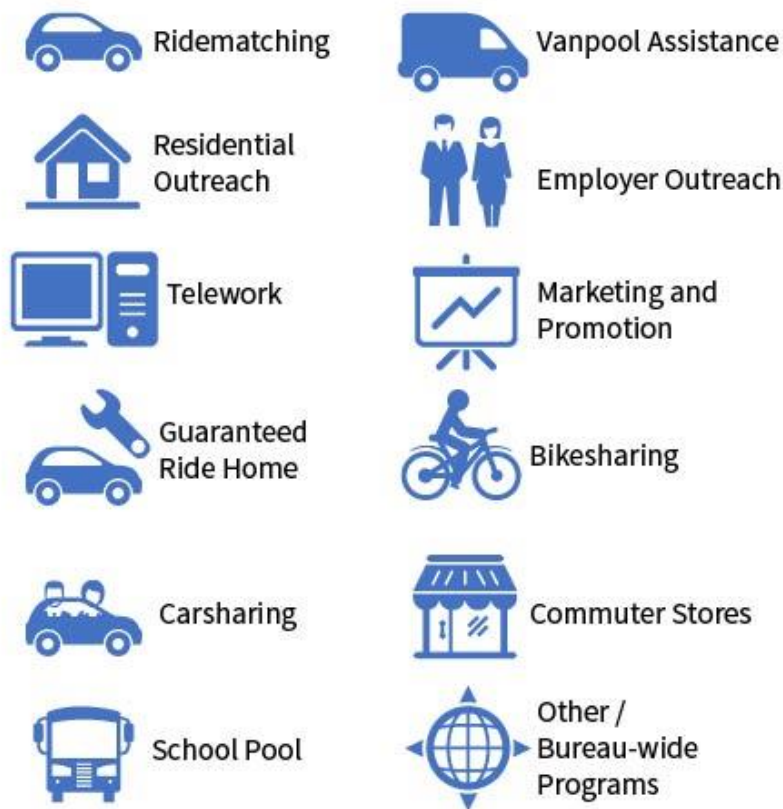 Ridematching
Vanpool Assistance
Residential
Outreach
Employer Outreach
Telework
Marketing and
Promotion
Guaranteed
Ride Home
Bikesharing
Carsharing
Commuter Stores
School Pool
Other /
Bureau-wide
Programs